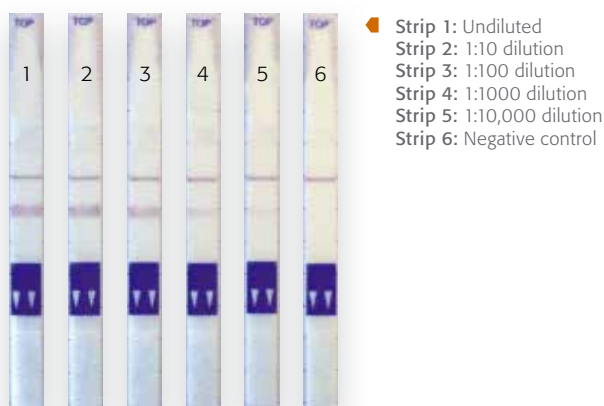 TOP TOP TOP TOP TOP TOP
1 2 3 4 5 6
Strip 1: Undiluted
Strip 2: 1:10 dilution
Strip 3: 1:100 dilution
Strip 4: 1:1000 dilution
Strip 5: 1:10,000 dilution
Strip 6: Negative control